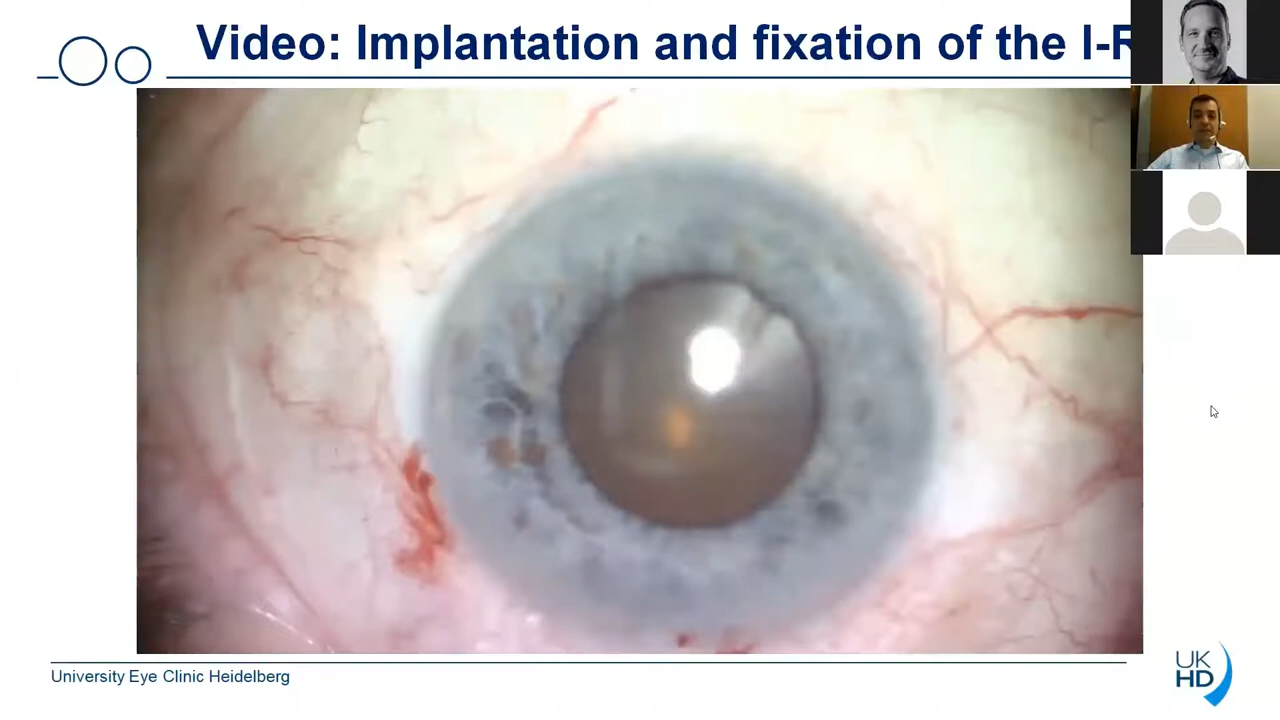 Video: Implantation and fixation of the I-
University Eye Clinic Heidelberg
UK
HD